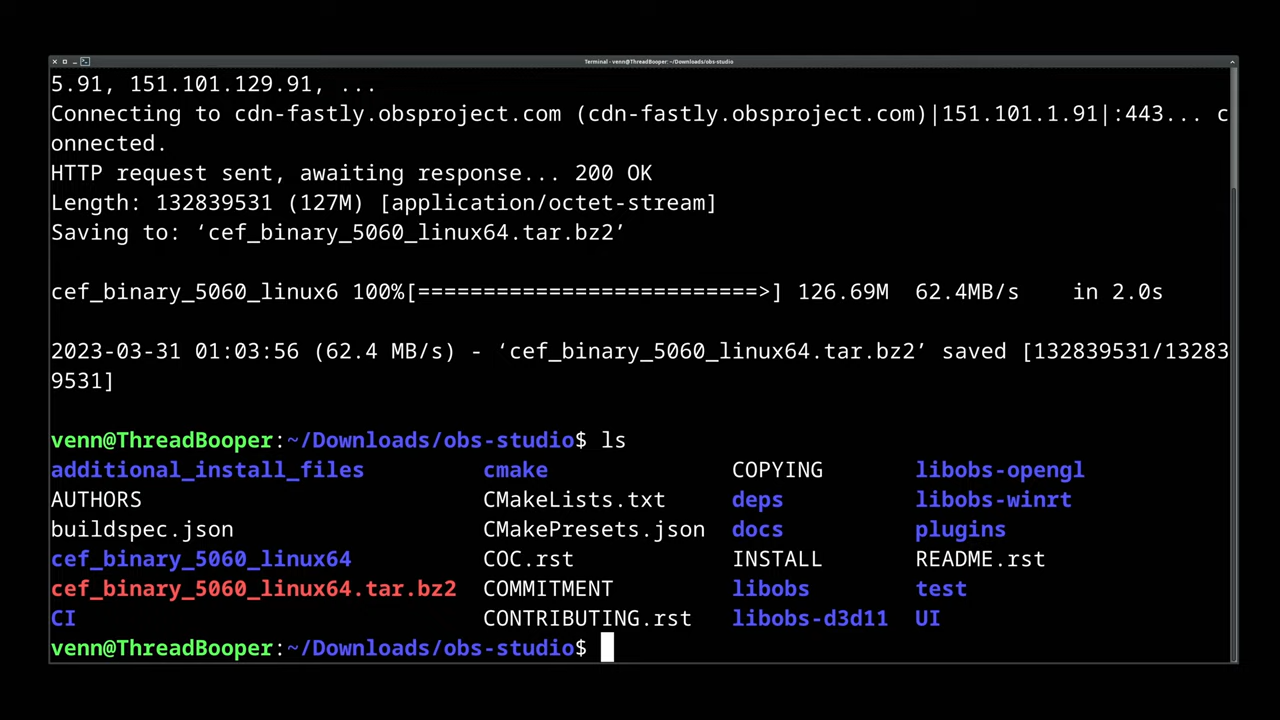 Terminal - venn@ThreadBooper:~/Downloads/obs-studio
5.91, 151.101.129.91, ...
Connecting to cdn-fastly.obsproject.com (cdn-fastly.obsproject.com)|151.101.1.91|:443... c
onnected.
HTTP request sent, awaiting response... 200 OK
Length: 132839531 (127M) [application/octet-stream]
Saving to: ‘cef_binary_5060_linux64.tar.bz2’
cef_binary_5060_linux6 100%[==========================>] 126.69M  62.4MB/s    in 2.0s
2023-03-31 01:03:56 (62.4 MB/s) - ‘cef_binary_5060_linux64.tar.bz2’ saved [132839531/13283
9531]
venn@ThreadBooper:~/Downloads/obs-studio$ ls
additional_install_files cmake COPYING libobs-opengl
AUTHORS CMakeLists.txt deps libobs-winrt
buildspec.json CMakePresets.json docs plugins
cef_binary_5060_linux64 COC.rst INSTALL README.rst
cef_binary_5060_linux64.tar.bz2 COMMITMENT libobs test
CI CONTRIBUTING.rst libobs-d3d11 UI
venn@ThreadBooper:~/Downloads/obs-studio$